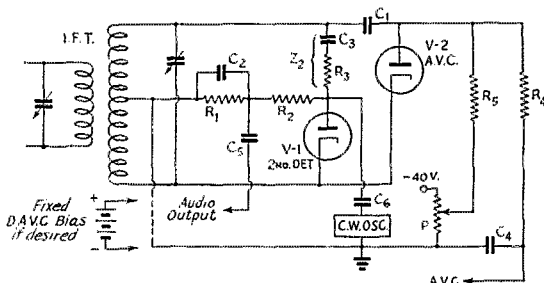 I.F.T.
C₁
C₂
C₃
Z₂
R₃
V-2
A.V.C.
R₁
R₂
R₅
R₄
C₅
V-1
2ND. DET
Fixed
D.A.V.C. Bias
if desired
+
−
Audio
Output
C₆
C.W. OSC.
−40 V.
P
C₄
A.V.C.